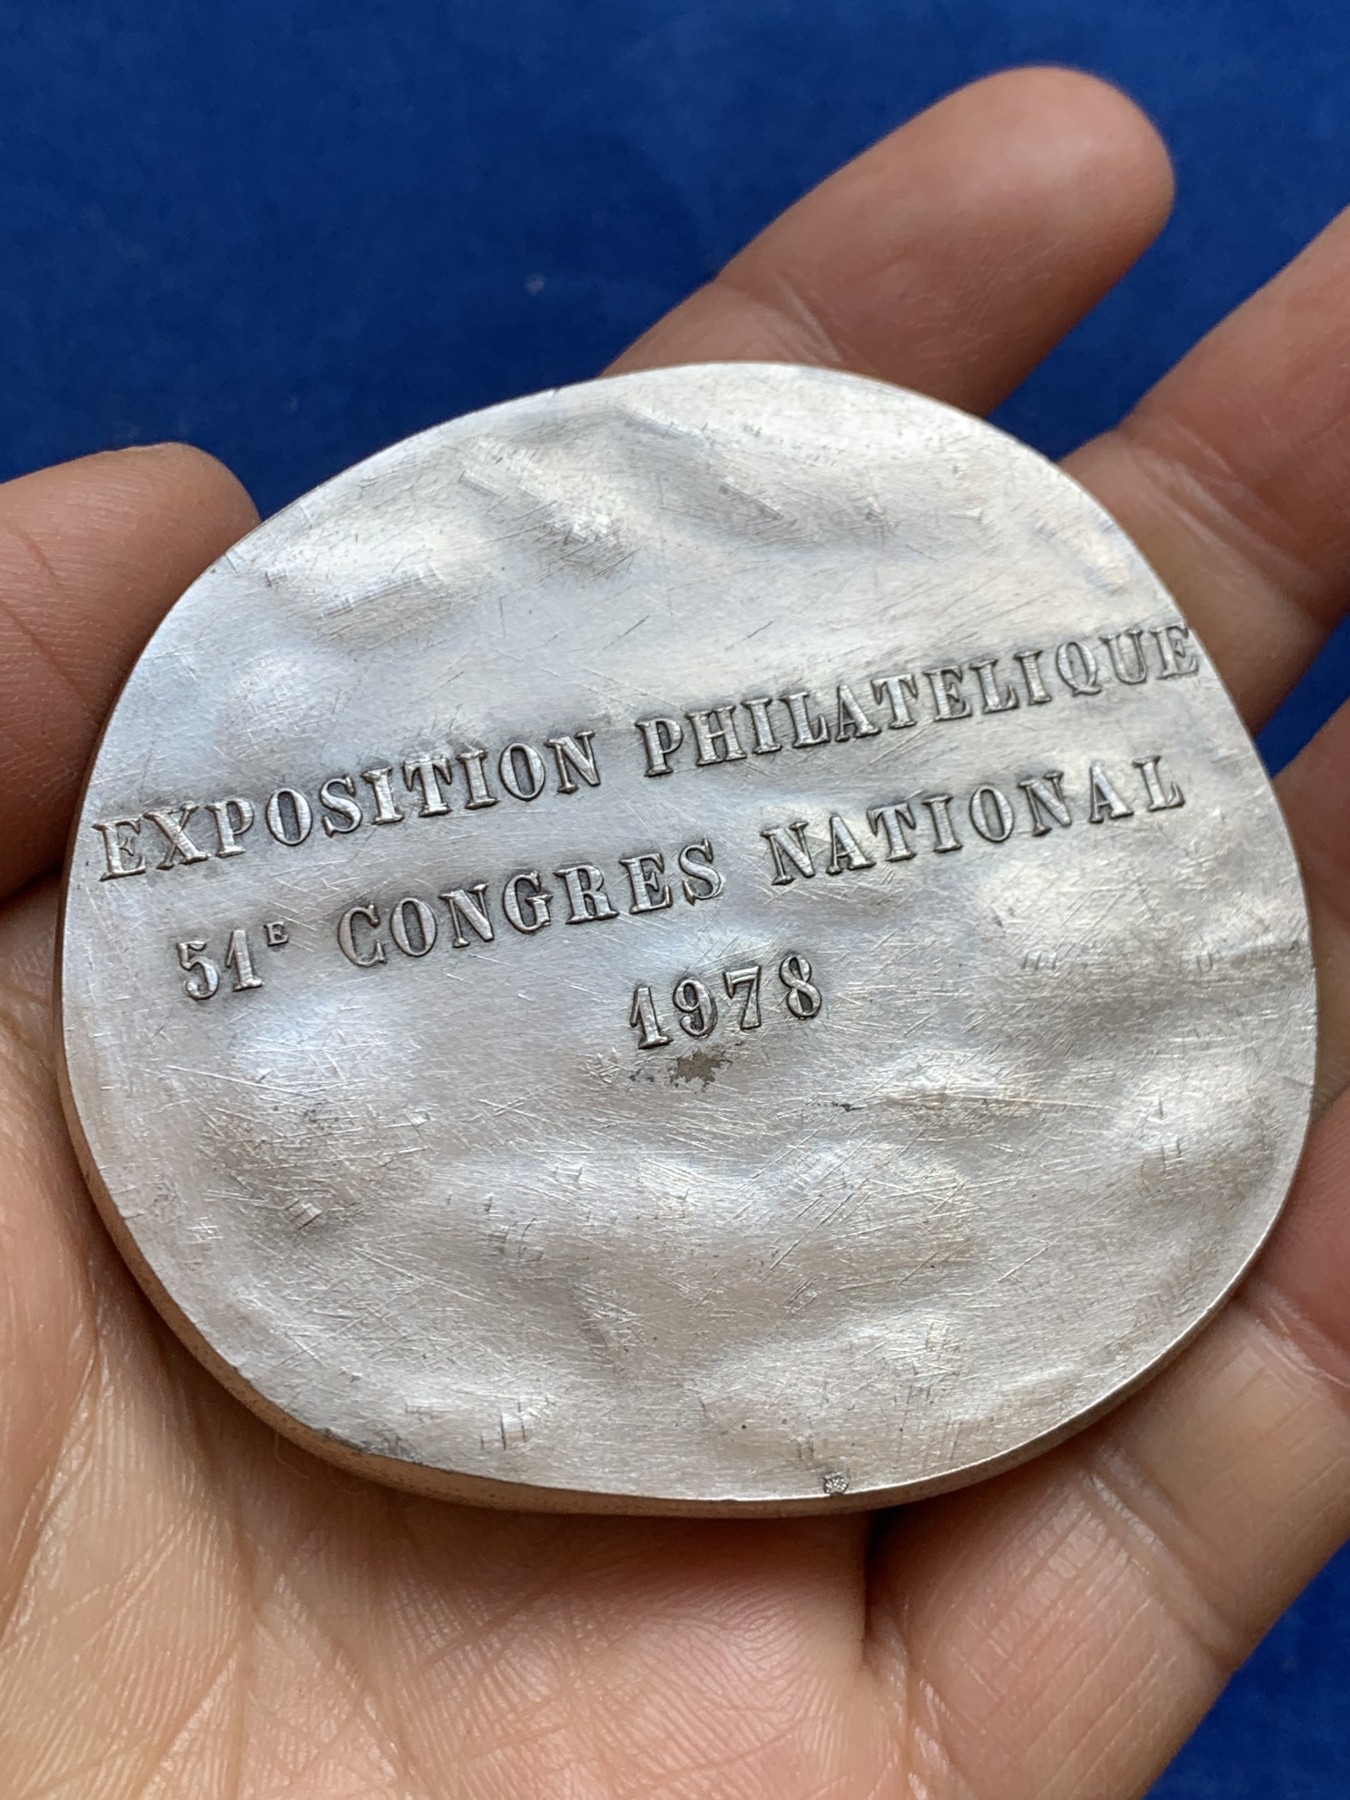 EXPOSITION PHILATELIQUE
51E CONGRES NATIONAL
1978